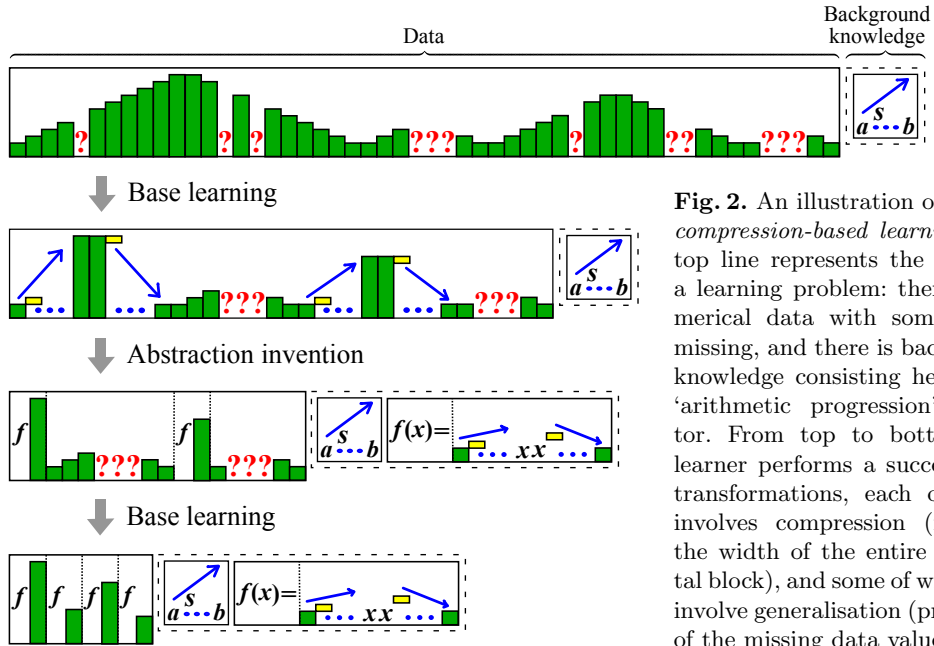 Data
Background
knowledge
? ? ? ??? ? ?? ???
s
a b
Base learning
??? ???
s
a b
Abstraction invention
f ??? f ???
s
a b
f(x)= xx
Base learning
f f f f
s
a b
f(x)= xx
Fig. 2. An illustration o
compression-based learn
top line represents the
a learning problem: ther
merical data with som
missing, and there is bac
knowledge consisting he
‘arithmetic progression’
tor. From top to bott
learner performs a succe
transformations, each o
involves compression (
the width of the entire
tal block), and some of w
involve generalisation (pr
of the missing data value